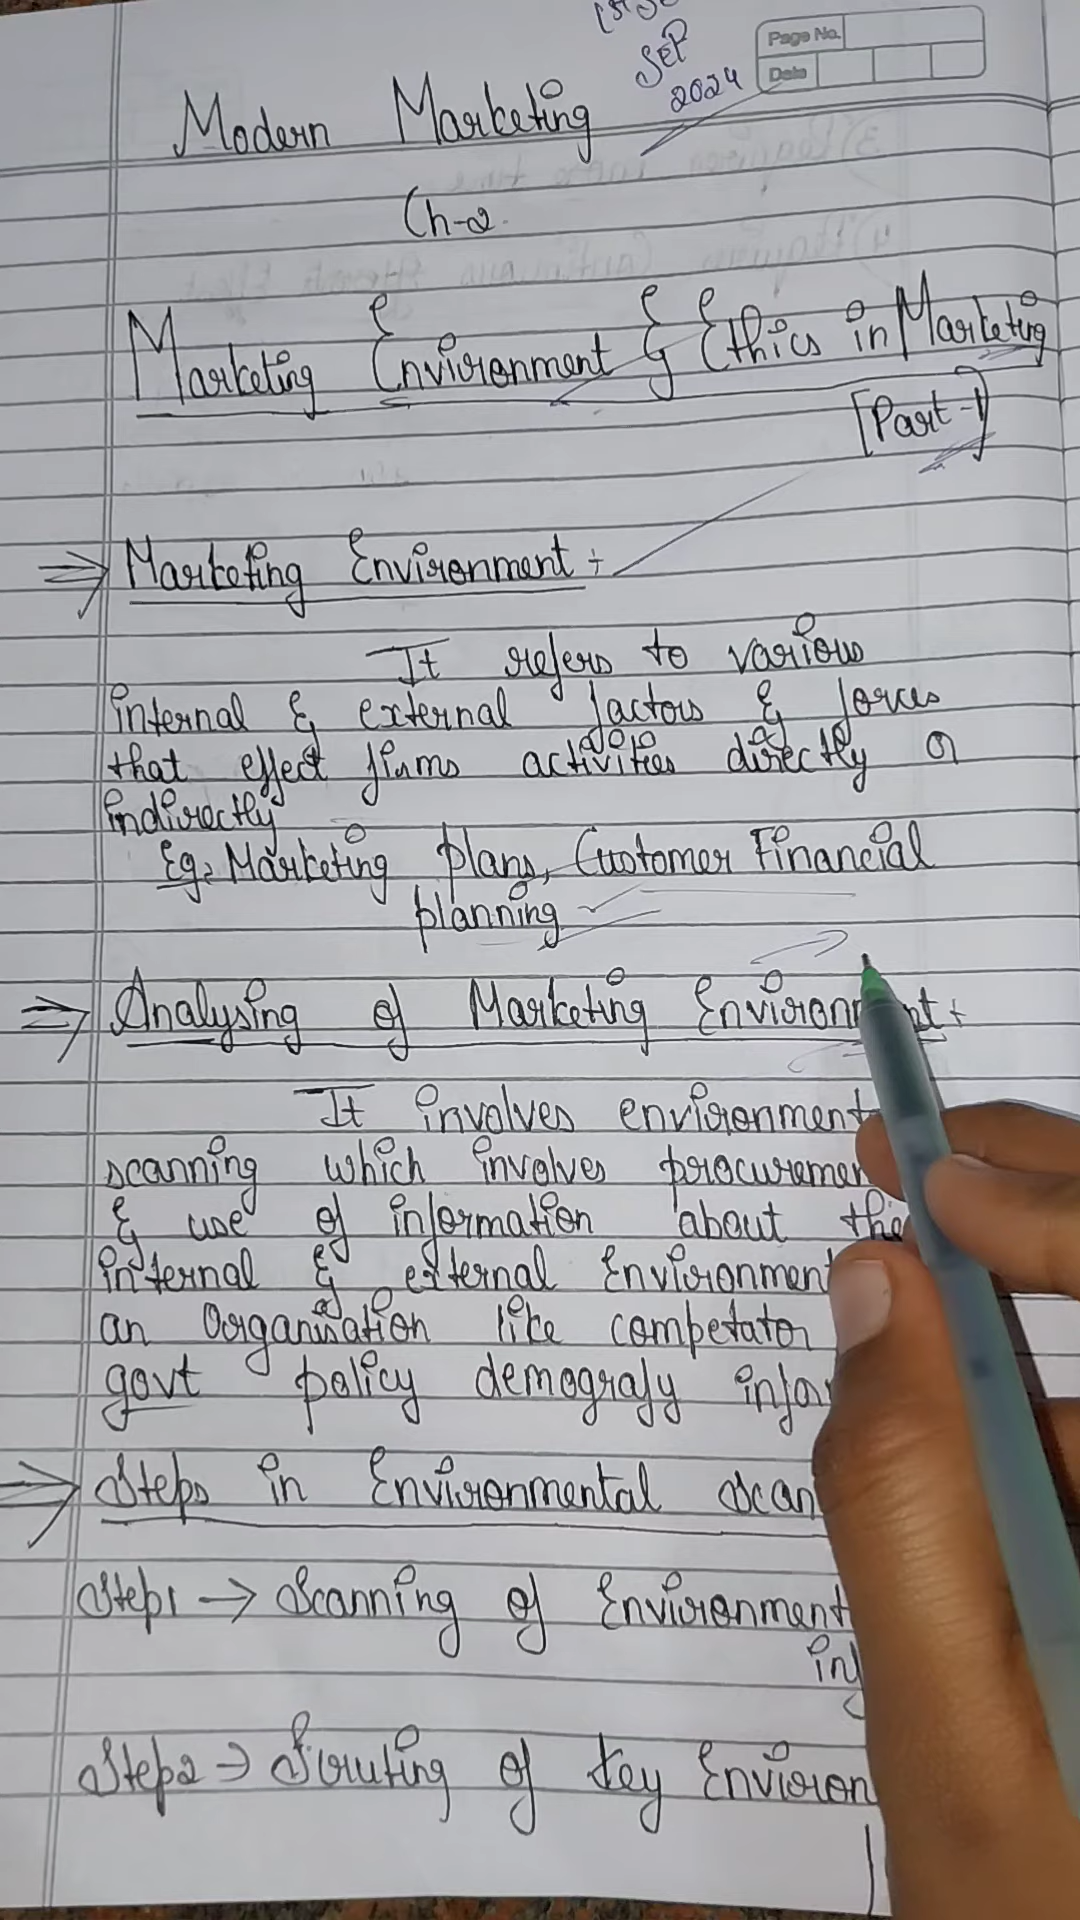 SEP
2024
Page No.
Date
Modern Marketing
Ch-2.
Marketing Environment & Ethics in Marketing
[Part-1]
⇒ Marketing Environment ÷
It refers to various
internal & external factors & forces
that effect firms activities directly or
indirectly
Eg, Marketing plans, Customer Financial
planning
⇒ Analysing of Marketing Environment
It involves environment
scanning which involves procuremen
& use of information about the
internal & external Environment
an Organisation like competator
govt policy demografy infor
⇒ Steps in Environmental Scan
Step1 → Scanning of Environment
inf
Step2 → of key Environ